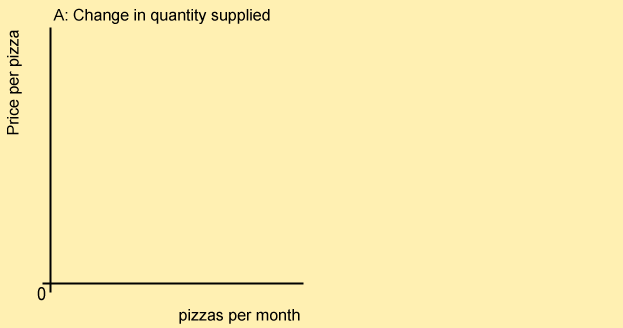 A: Change in quantity supplied
Price per pizza
0
pizzas per month